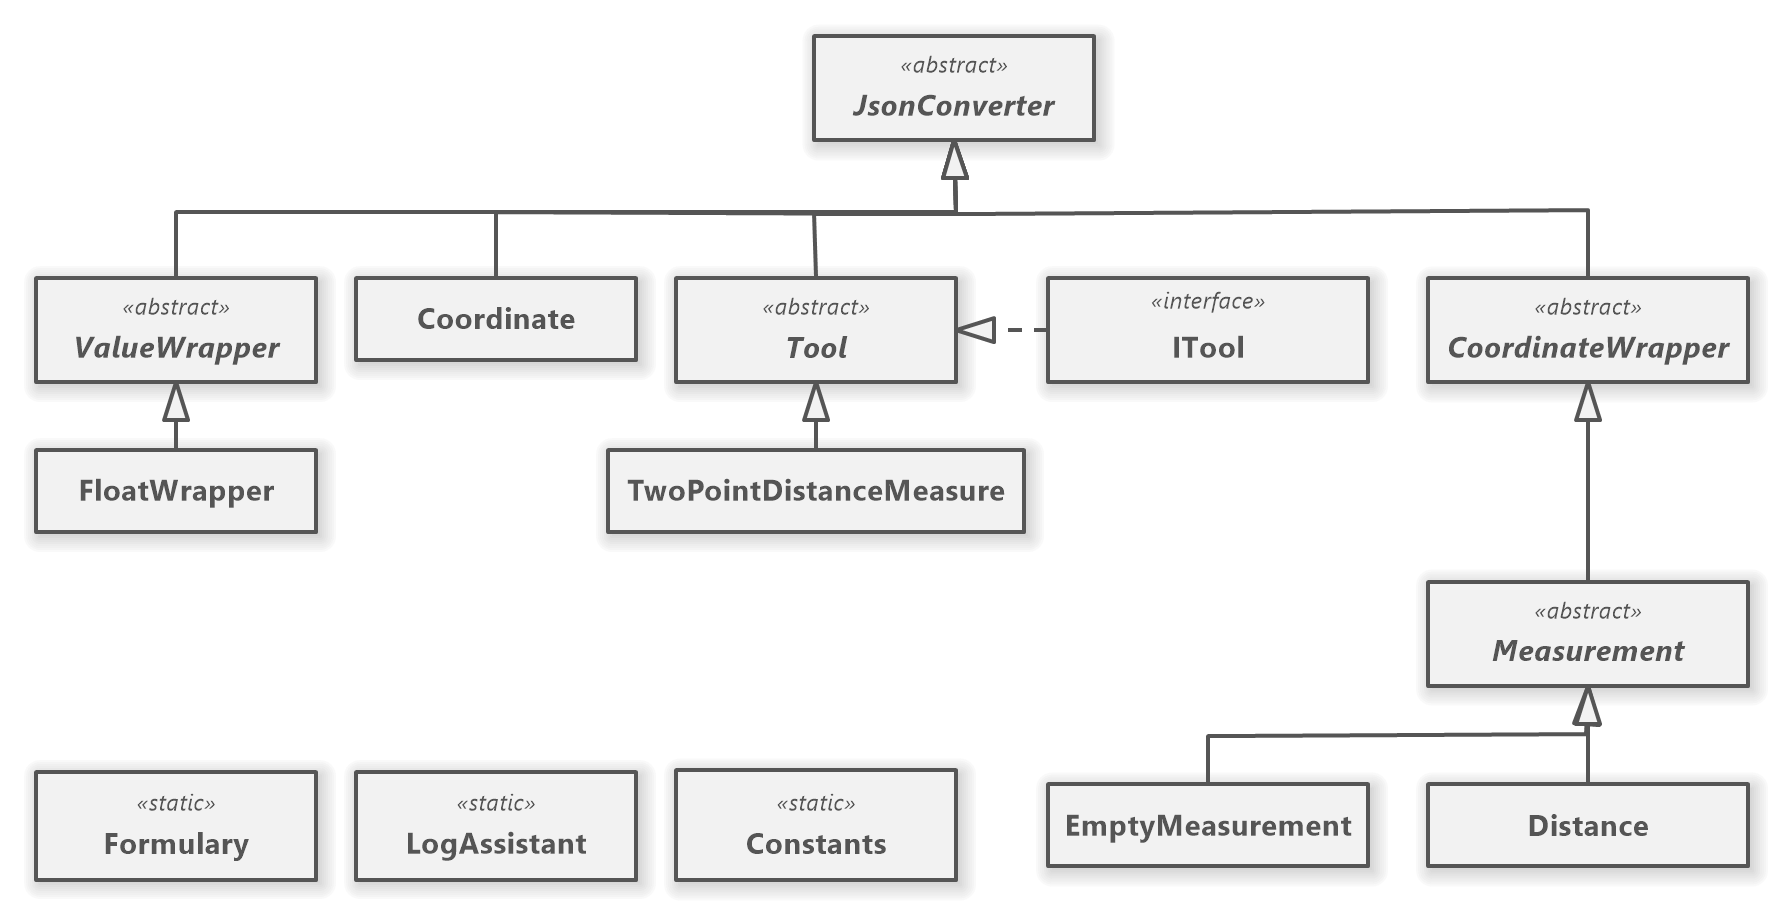 «abstract»
JsonConverter
«abstract»
ValueWrapper
Coordinate
«abstract»
Tool
«interface»
ITool
«abstract»
CoordinateWrapper
FloatWrapper
TwoPointDistanceMeasure
«abstract»
Measurement
«static»
Formulary
«static»
LogAssistant
«static»
Constants
EmptyMeasurement
Distance